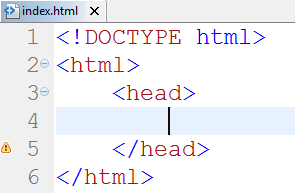 index.html
1 <!DOCTYPE html>
2 <html>
3 <head>
4
5 </head>
6 </html>